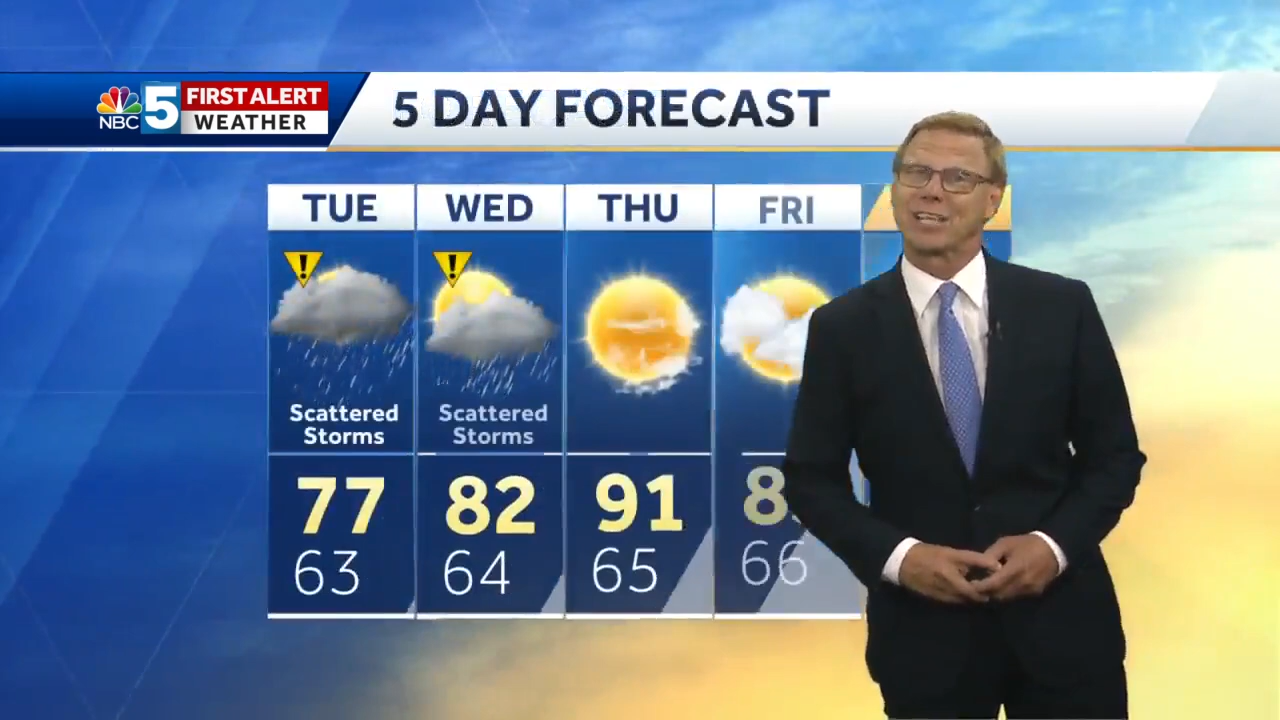 NBC 5 FIRST ALERT
WEATHER
5 DAY FORECAST
TUE WED THU FRI
! !
Scattered Scattered
Storms Storms
77 82 91
63 64 65 66